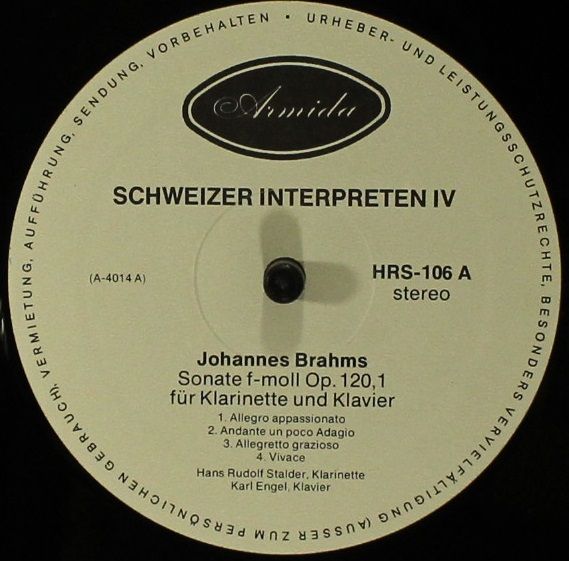 URHEBER- UND LEISTUNGSSCHUTZRECHTE, BESONDERS VERVIELFÄLTIGUNG (AUSSER ZUM PERSÖNLICHEN GEBRAUCH), VERMIETUNG, AUFFÜHRUNG, SENDUNG, VORBEHALTEN •
Armida
SCHWEIZER INTERPRETEN IV
(A-4014 A)
HRS-106 A
stereo
Johannes Brahms
Sonate f-moll Op. 120,1
für Klarinette und Klavier
1. Allegro appassionato
2. Andante un poco Adagio
3. Allegretto grazioso
4. Vivace
Hans Rudolf Stalder, Klarinette
Karl Engel, Klavier